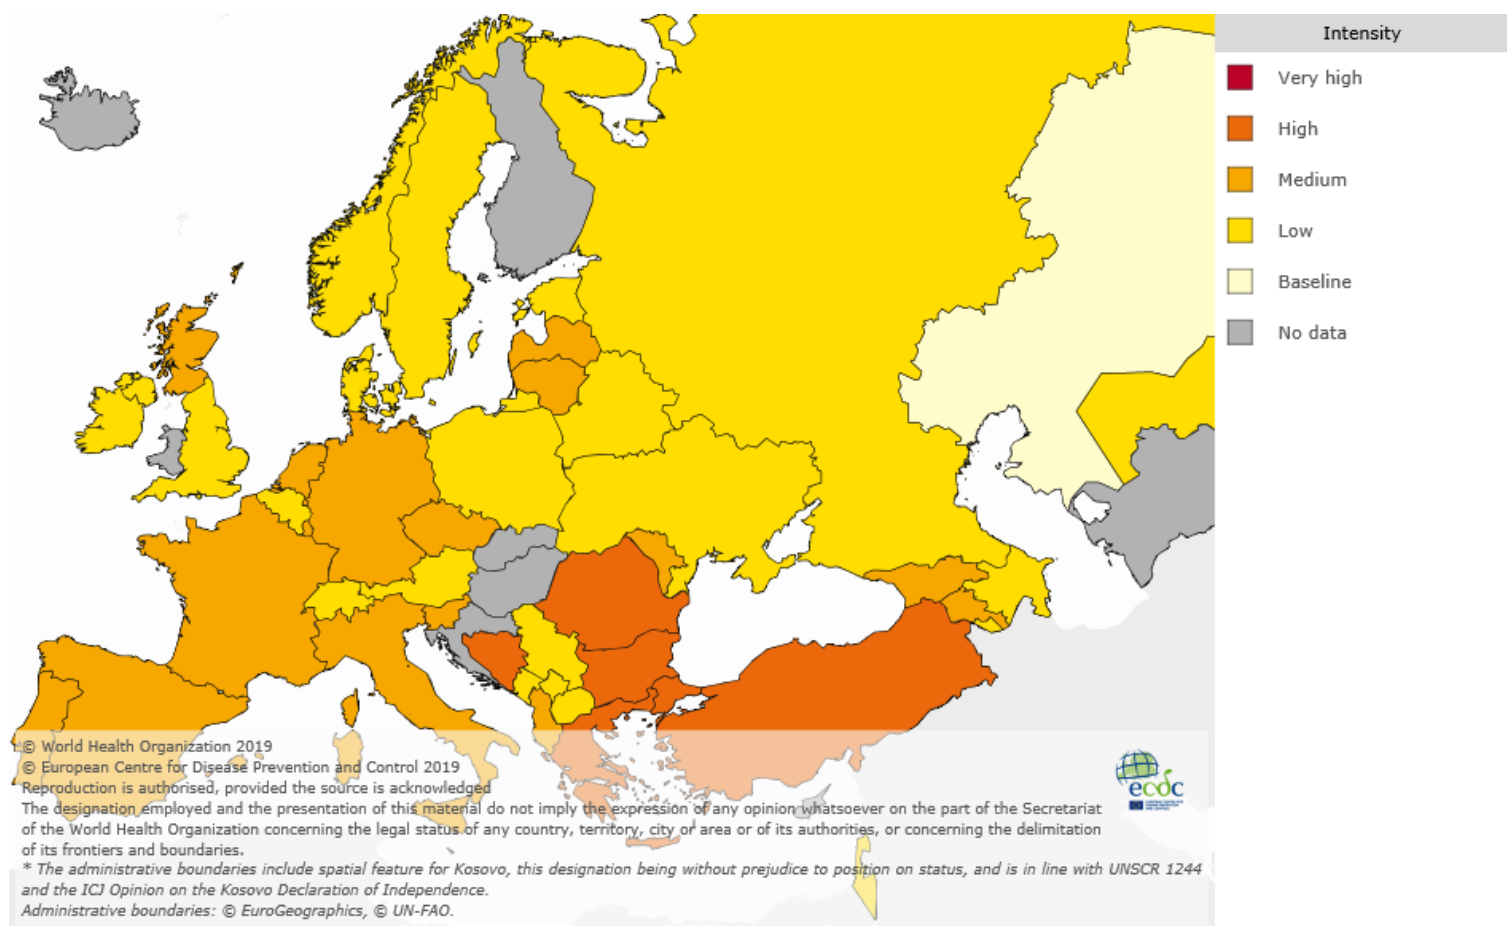 Intensity
Very high
High
Medium
Low
Baseline
No data
© World Health Organization 2019
© European Centre for Disease Prevention and Control 2019
Reproduction is authorised, provided the source is acknowledged
The designation employed and the presentation of this material do not imply the expression of any opinion whatsoever on the part of the Secretariat
of the World Health Organization concerning the legal status of any country, territory, city or area or of its authorities, or concerning the delimitation
of its frontiers and boundaries.
* The administrative boundaries include spatial feature for Kosovo, this designation being without prejudice to position on status, and is in line with UNSCR 1244
and the ICJ Opinion on the Kosovo Declaration of Independence.
Administrative boundaries: © EuroGeographics, © UN-FAO.
ecdc